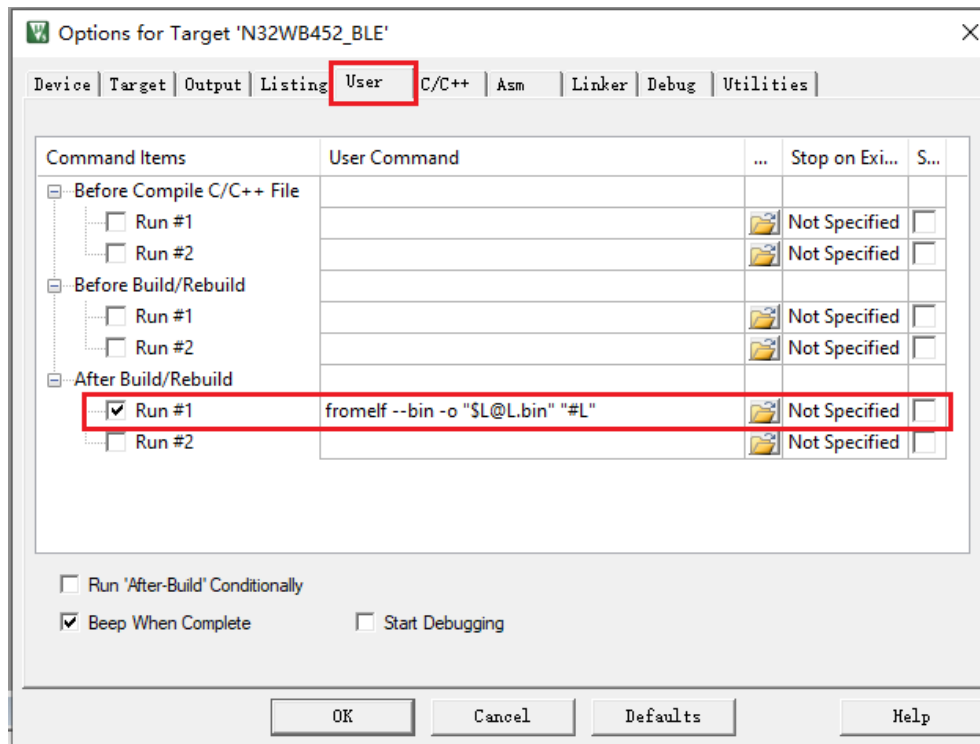 Options for Target 'N32WB452_BLE'
Device Target Output Listing User C/C++ Asm Linker Debug Utilities
Command Items User Command ... Stop on Exi... S...
Before Compile C/C++ File
Run #1 Not Specified
Run #2 Not Specified
Before Build/Rebuild
Run #1 Not Specified
Run #2 Not Specified
After Build/Rebuild
Run #1 fromelf --bin -o "$L@L.bin" "#L" Not Specified
Run #2 Not Specified
Run 'After-Build' Conditionally
Beep When Complete Start Debugging
OK Cancel Defaults Help